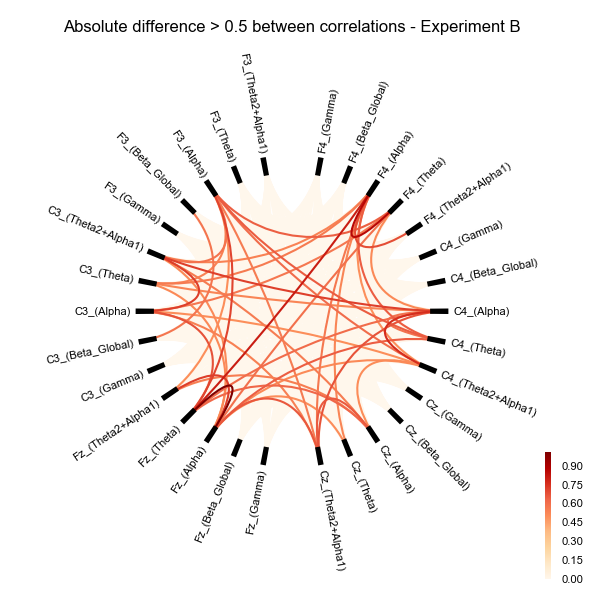 Absolute difference > 0.5 between correlations - Experiment B
F3_(Theta2+Alpha1)
F4_(Gamma)
F4_(Beta_Global)
F4_(Alpha)
F4_(Theta)
F4_(Theta2+Alpha1)
C4_(Gamma)
C4_(Beta_Global)
C4_(Alpha)
C4_(Theta)
C4_(Theta2+Alpha1)
Cz_(Gamma)
Cz_(Beta_Global)
Cz_(Alpha)
Cz_(Theta)
Cz_(Theta2+Alpha1)
Fz_(Gamma)
Fz_(Beta_Global)
Fz_(Alpha)
Fz_(Theta)
Fz_(Theta2+Alpha1)
C3_(Gamma)
C3_(Beta_Global)
C3_(Alpha)
C3_(Theta)
C3_(Theta2+Alpha1)
F3_(Gamma)
F3_(Beta_Global)
F3_(Alpha)
F3_(Theta)
0.90
0.75
0.60
0.45
0.30
0.15
0.00